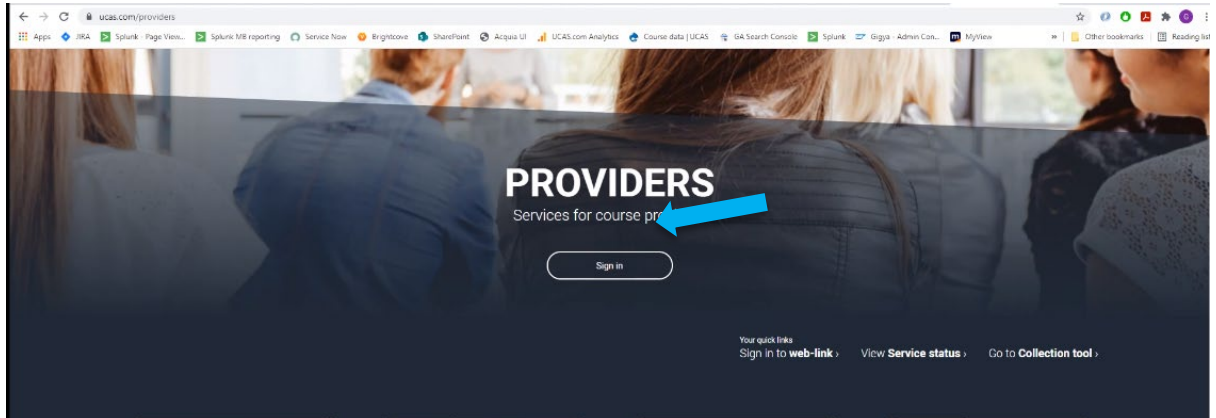 ucas.com/providers
Apps JIRA Splunk - Page View... Splunk MB reporting Service Now Brightcove SharePoint Acquia UI UCAS.com Analytics Course data | UCAS GA Search Console Splunk Gigya - Admin Con... MyView Other bookmarks Reading list
PROVIDERS
Services for course
Sign in
Your quick links
Sign in to web-link › View Service status › Go to Collection tool ›